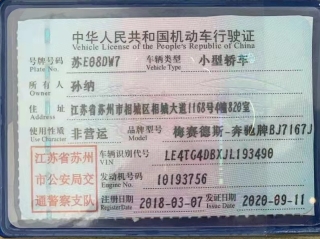 中华人民共和国机动车行驶证
Vehicle License of the People's Republic of China
号牌号码 苏E08DW7 车辆类型 小型轿车
Plate No. Vehicle Type
所有人 孙纳
Owner
住址 江苏省苏州市相城区相城大道1168号4幢820室
Address
使用性质 非营运 品牌型号 梅赛德斯-奔驰牌BJ7167J
Use Character Model
江苏省苏州
市公安局交
通警察支队
车辆识别代号 LE4TG4DBXJL193490
VIN
发动机号码 10193756
Engine No.
注册日期 2018-03-07 发证日期 2020-09-11
Register Date Issue Date